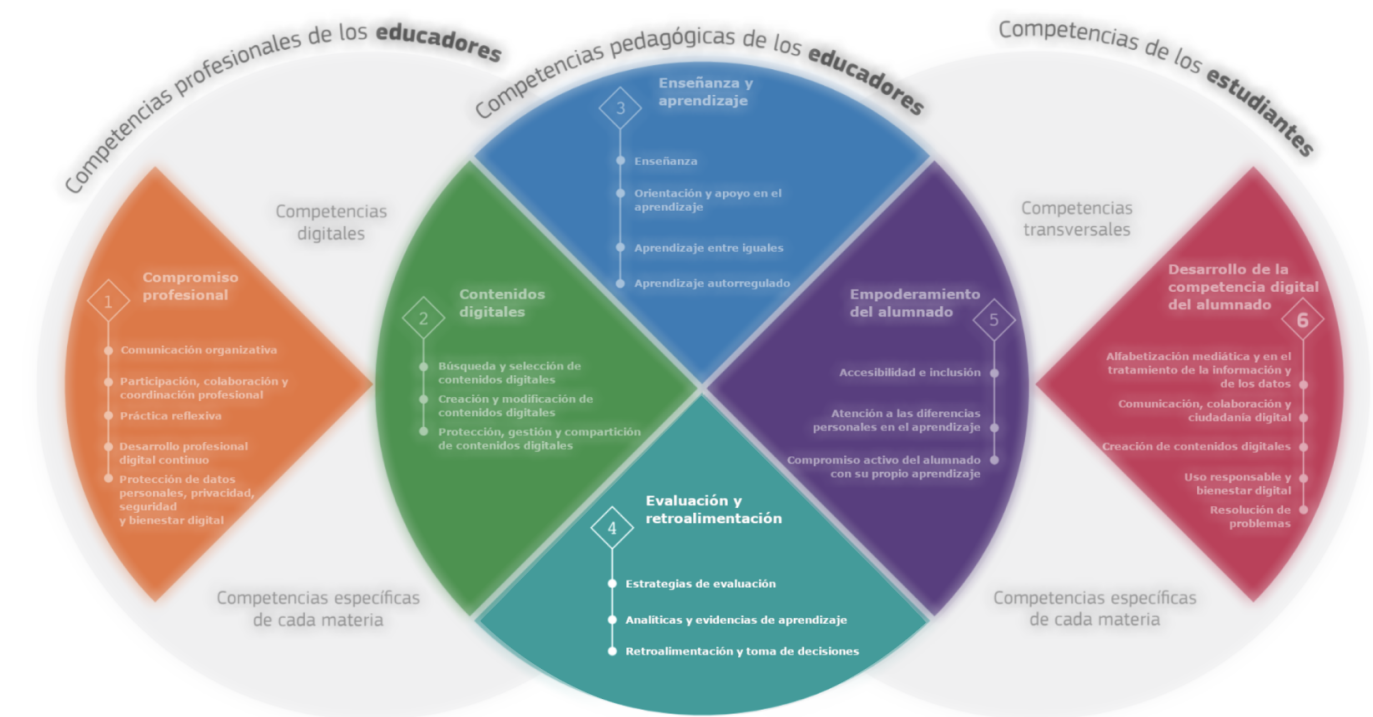 Competencias profesionales de los educadores
Competencias pedagógicas de los educadores
Competencias de los estudiantes
Competencias
digitales
Competencias específicas
de cada materia
1
Compromiso
profesional
Comunicación organizativa
Participación, colaboración y
coordinación profesional
Práctica reflexiva
Desarrollo profesional
digital continuo
Protección de datos
personales, privacidad,
seguridad
y bienestar digital
2
Contenidos
digitales
Búsqueda y selección de
contenidos digitales
Creación y modificación de
contenidos digitales
Protección, gestión y compartición
de contenidos digitales
3
Enseñanza y
aprendizaje
Enseñanza
Orientación y apoyo en el
aprendizaje
Aprendizaje entre iguales
Aprendizaje autorregulado
4
Evaluación y
retroalimentación
Estrategias de evaluación
Analíticas y evidencias de aprendizaje
Retroalimentación y toma de decisiones
Empoderamiento
del alumnado
5
Accesibilidad e inclusión
Atención a las diferencias
personales en el aprendizaje
Compromiso activo del alumnado
con su propio aprendizaje
Competencias
transversales
Competencias específicas
de cada materia
Desarrollo de la
competencia digital
del alumnado
6
Alfabetización mediática y en el
tratamiento de la información y
de los datos
Comunicación, colaboración y
ciudadanía digital
Creación de contenidos digitales
Uso responsable y
bienestar digital
Resolución de
problemas